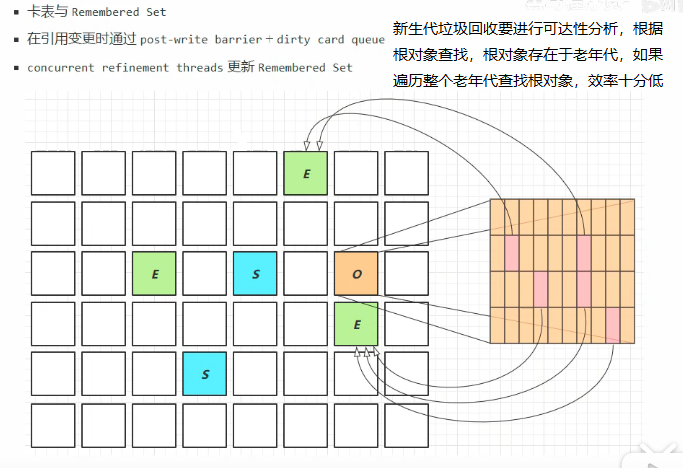 卡表与 Remembered Set
在引用变更时通过 post-write barrier + dirty card queue
concurrent refinement threads 更新 Remembered Set
新生代垃圾回收要进行可达性分析，根据
根对象查找，根对象存在于老年代，如果
遍历整个老年代查找根对象，效率十分低
E
E
S
O
E
S